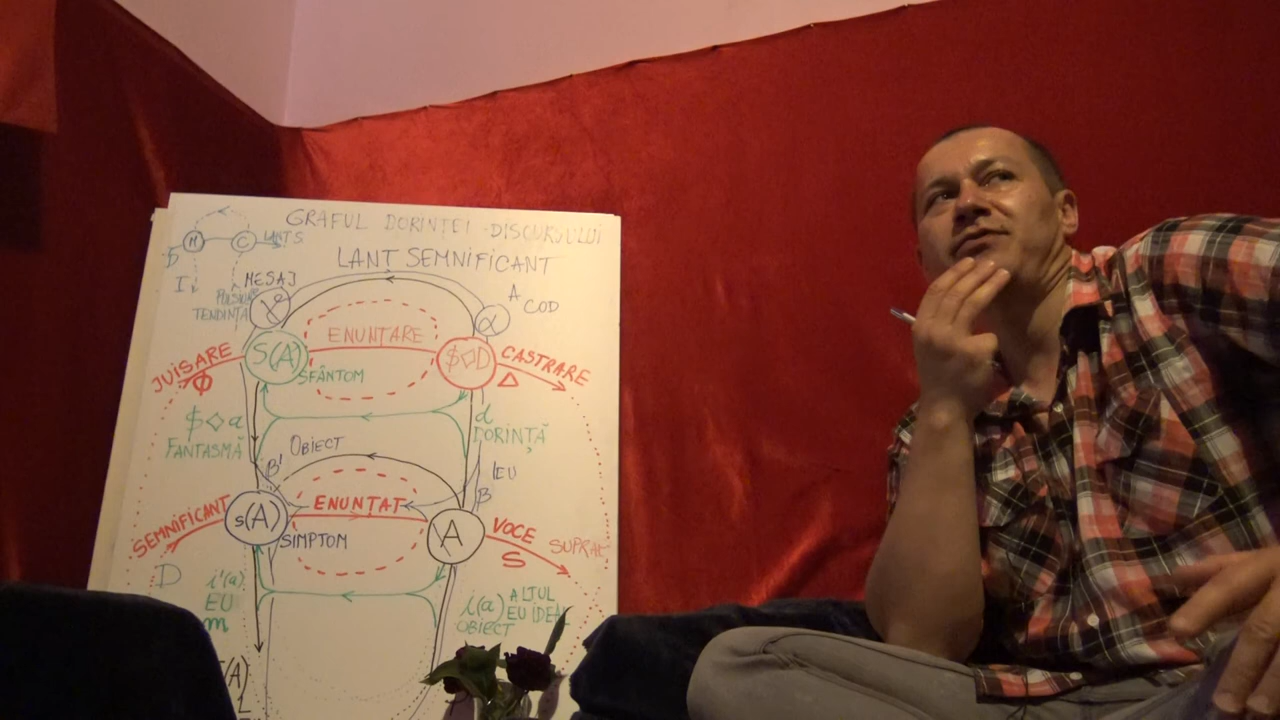 GRAFUL DORINȚEI DISCURSULUI
M C LANȚ S.
D
LANȚ SEMNIFICANT
I
MESAJ
TENDINȚĂ
A COD
α
ENUNȚARE
JUISARE
Φ
S(A)
SFÂNTOM
$◇D
CASTRARE
Δ
$◇a
FANTASMĂ
d
DORINȚĂ
OBIECT
β'
EU
β
SEMNIFICANT
s(A)
ENUNȚAT
SIMPTOM
A
VOCE
S
D
i'(a)
EU
m
i(a) ALTUL
EU IDEAL
OBIECT